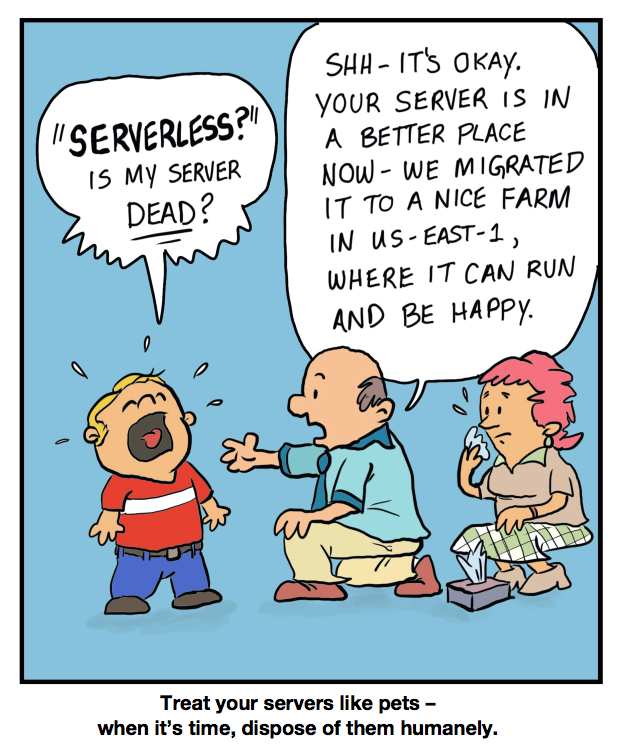 "SERVERLESS?"
IS MY SERVER
DEAD?
SHH - IT'S OKAY.
YOUR SERVER IS IN
A BETTER PLACE
NOW - WE MIGRATED
IT TO A NICE FARM
IN US-EAST-1,
WHERE IT CAN RUN
AND BE HAPPY.
Treat your servers like pets –
when it's time, dispose of them humanely.